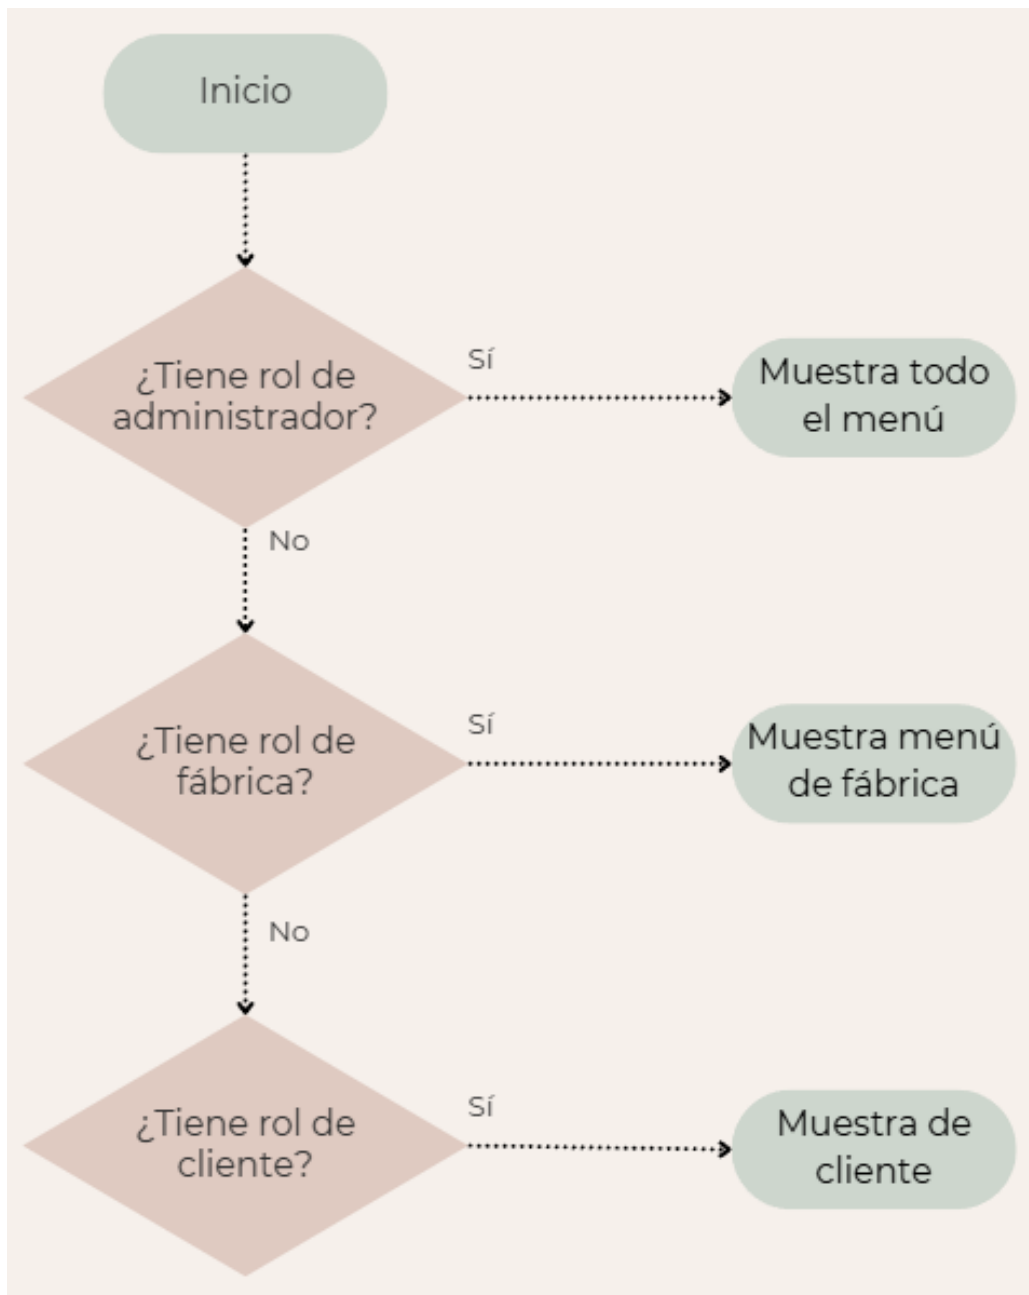 Inicio
¿Tiene rol de
administrador?
Sí
Muestra todo
el menú
No
¿Tiene rol de
fábrica?
Sí
Muestra menú
de fábrica
No
¿Tiene rol de
cliente?
Sí
Muestra de
cliente